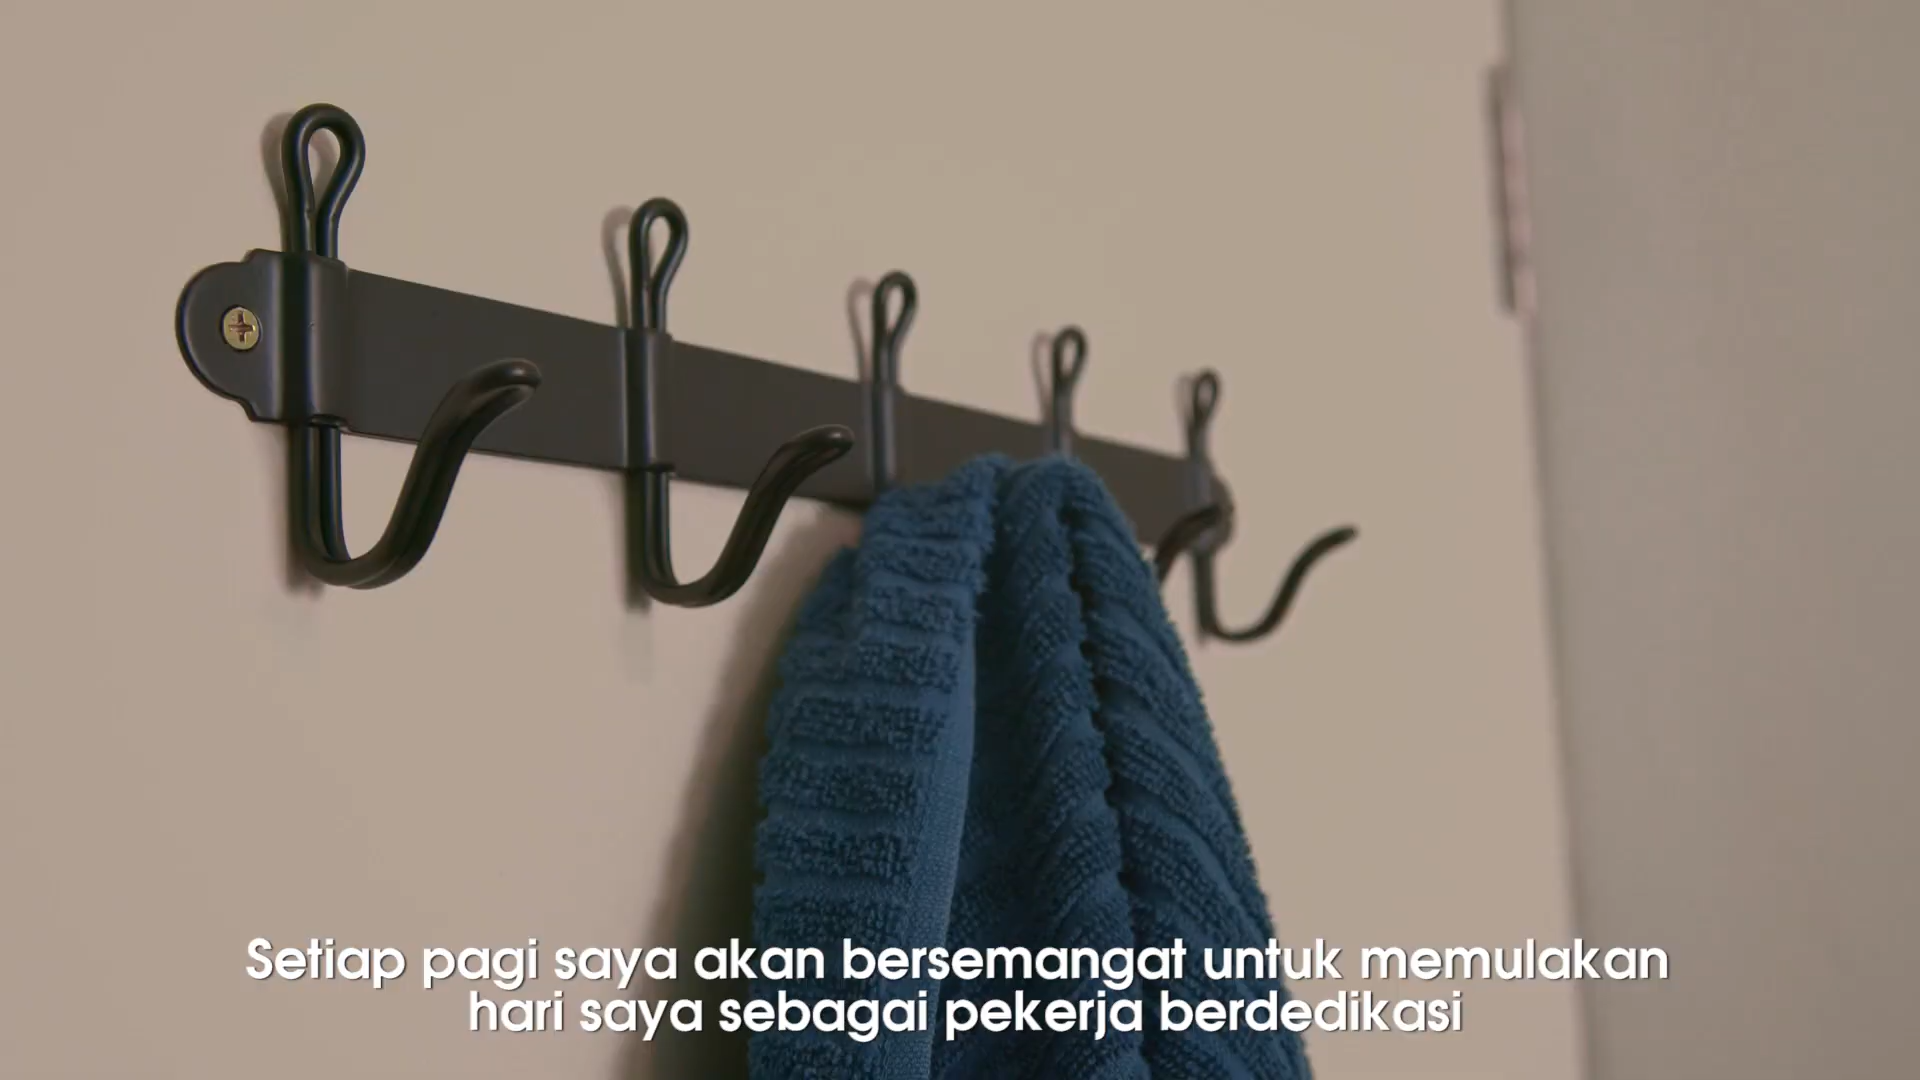 Setiap pagi saya akan bersemangat untuk memulakan
hari saya sebagai pekerja berdedikasi